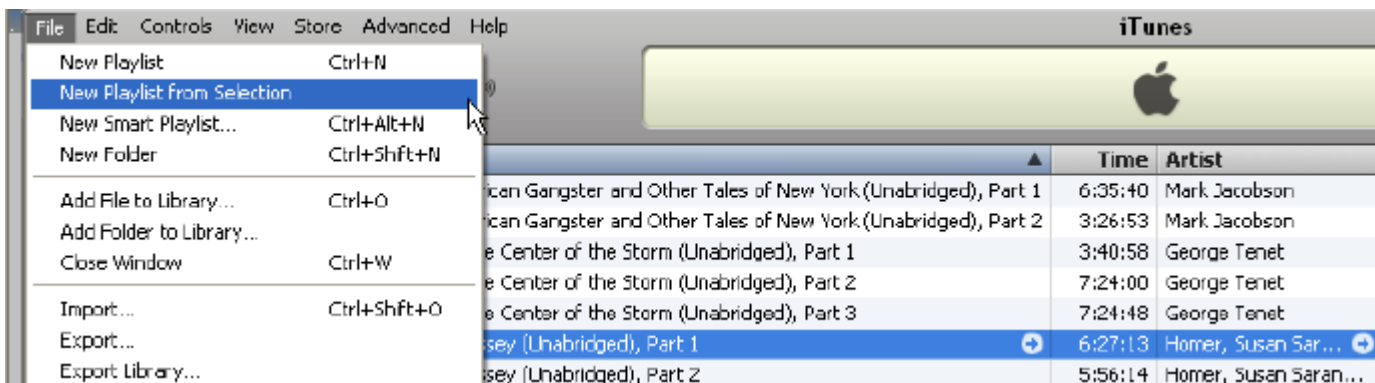 File Edit Controls View Store Advanced Help iTunes
New Playlist Ctrl+N
New Playlist from Selection
New Smart Playlist... Ctrl+Alt+N
New Folder Ctrl+Shift+N
Time Artist
Add File to Library... Ctrl+O
Add Folder to Library...
Close Window Ctrl+W
Import... Ctrl+Shift+O
Export...
Export Library...
ican Gangster and Other Tales of New York (Unabridged), Part 1 6:35:40 Mark Jacobson
ican Gangster and Other Tales of New York (Unabridged), Part 2 3:26:53 Mark Jacobson
e Center of the Storm (Unabridged), Part 1 3:40:58 George Tenet
e Center of the Storm (Unabridged), Part 2 7:24:00 George Tenet
e Center of the Storm (Unabridged), Part 3 7:24:48 George Tenet
ssey (Unabridged), Part 1 6:27:13 Homer, Susan Sar...
ssey (Unabridged), Part 2 5:56:14 Homer, Susan Saran...